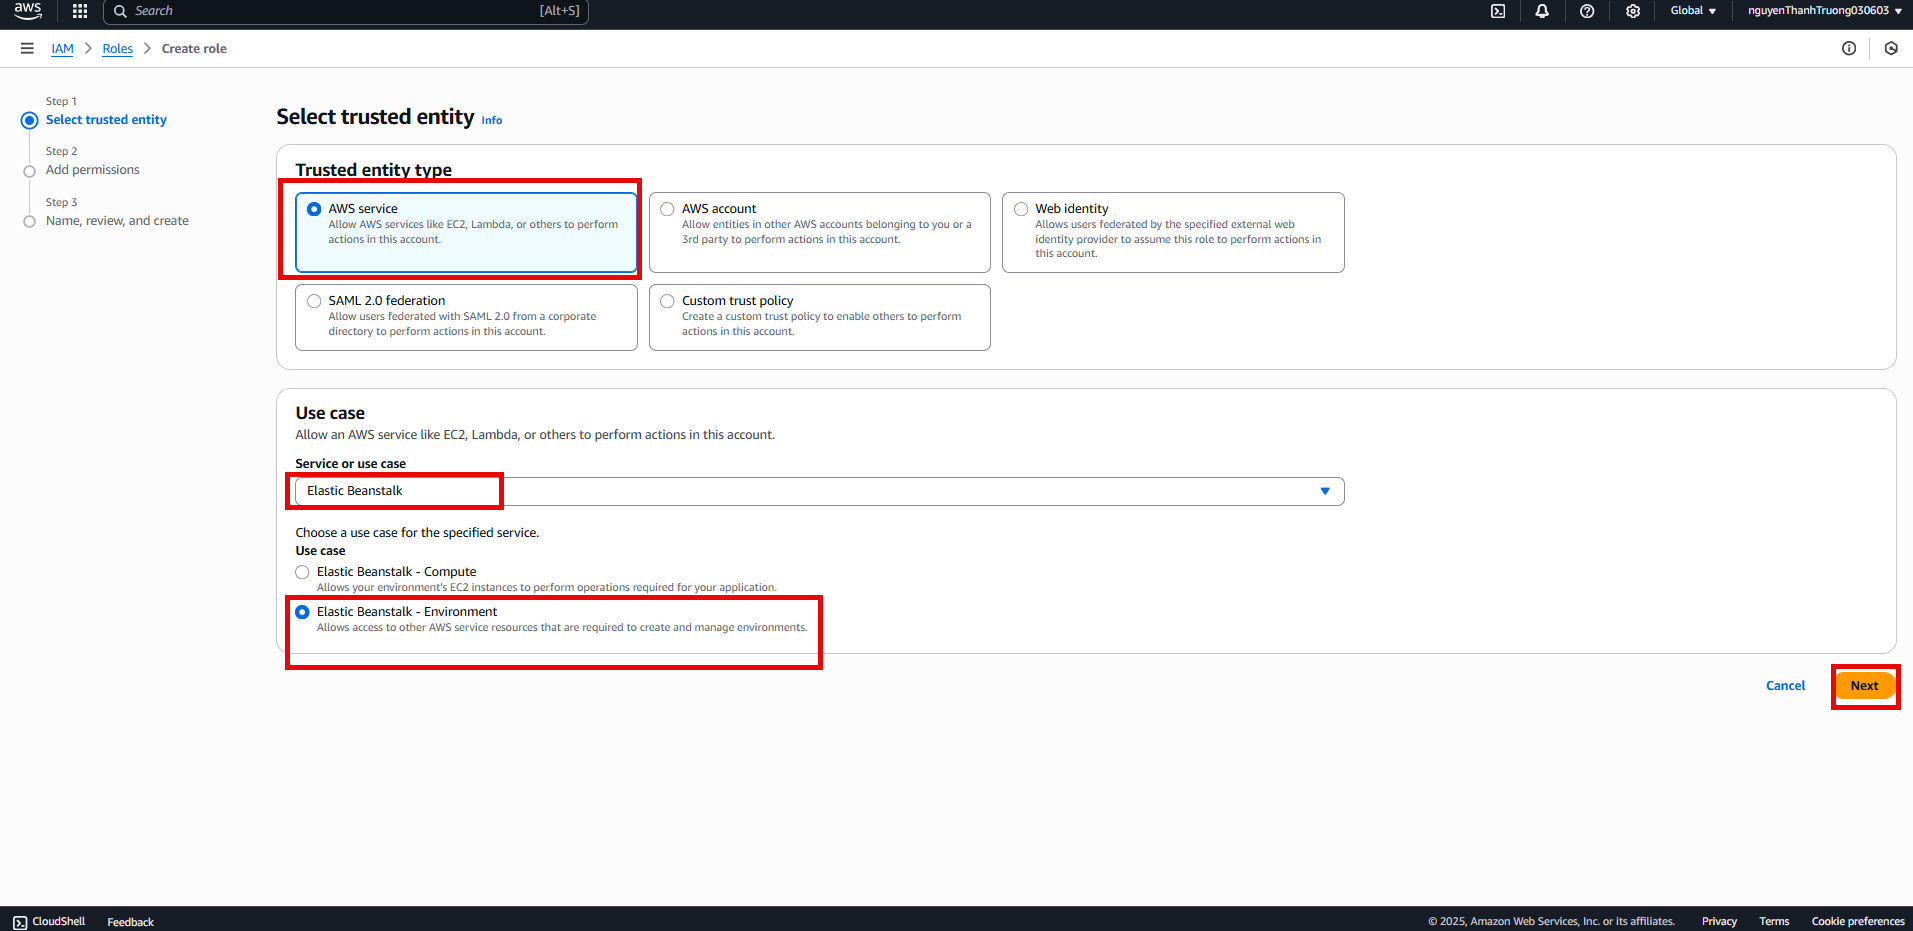 aws
Search
[Alt+S]
Global
nguyenThanhTruong030603
IAM
Roles
Create role
Step 1
Select trusted entity
Step 2
Add permissions
Step 3
Name, review, and create
Select trusted entity Info
Trusted entity type
AWS service
Allow AWS services like EC2, Lambda, or others to perform
actions in this account.
AWS account
Allow entities in other AWS accounts belonging to you or a
3rd party to perform actions in this account.
Web identity
Allows users federated by the specified external web
identity provider to assume this role to perform actions in
this account.
SAML 2.0 federation
Allow users federated with SAML 2.0 from a corporate
directory to perform actions in this account.
Custom trust policy
Create a custom trust policy to enable others to perform
actions in this account.
Use case
Allow an AWS service like EC2, Lambda, or others to perform actions in this account.
Service or use case
Elastic Beanstalk
Choose a use case for the specified service.
Use case
Elastic Beanstalk - Compute
Allows your environment's EC2 instances to perform operations required for your application.
Elastic Beanstalk - Environment
Allows access to other AWS service resources that are required to create and manage environments.
Cancel
Next
CloudShell
Feedback
© 2025, Amazon Web Services, Inc. or its affiliates.
Privacy
Terms
Cookie preferences